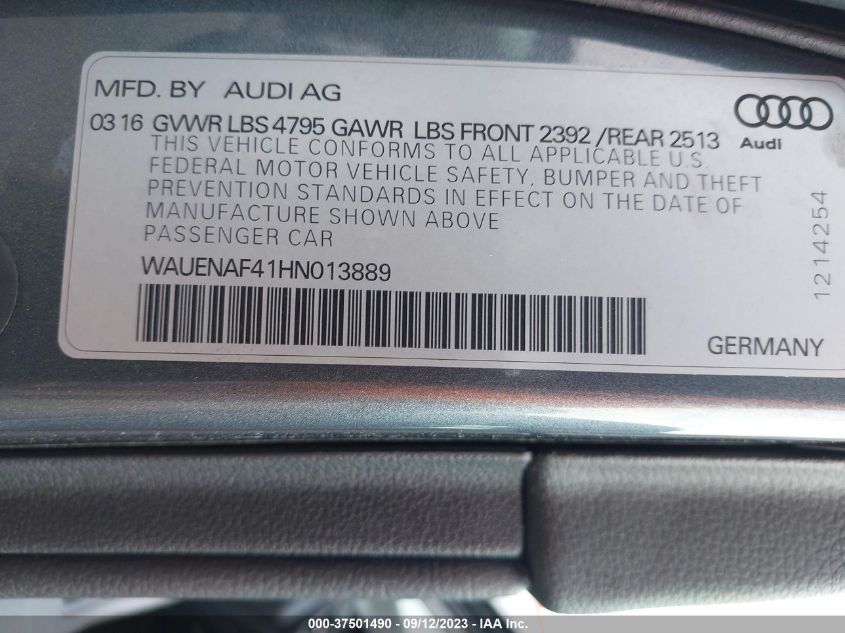 MFD. BY AUDI AG
03 16 GVWR LBS 4795 GAWR LBS FRONT 2392 /REAR 2513
Audi
THIS VEHICLE CONFORMS TO ALL APPLICABLE U.S.
FEDERAL MOTOR VEHICLE SAFETY, BUMPER AND THEFT
PREVENTION STANDARDS IN EFFECT ON THE DATE OF
MANUFACTURE SHOWN ABOVE
PASSENGER CAR
WAUENAF41HN013889
1214254
GERMANY
000-37501490 - 09/12/2023 - IAA Inc.